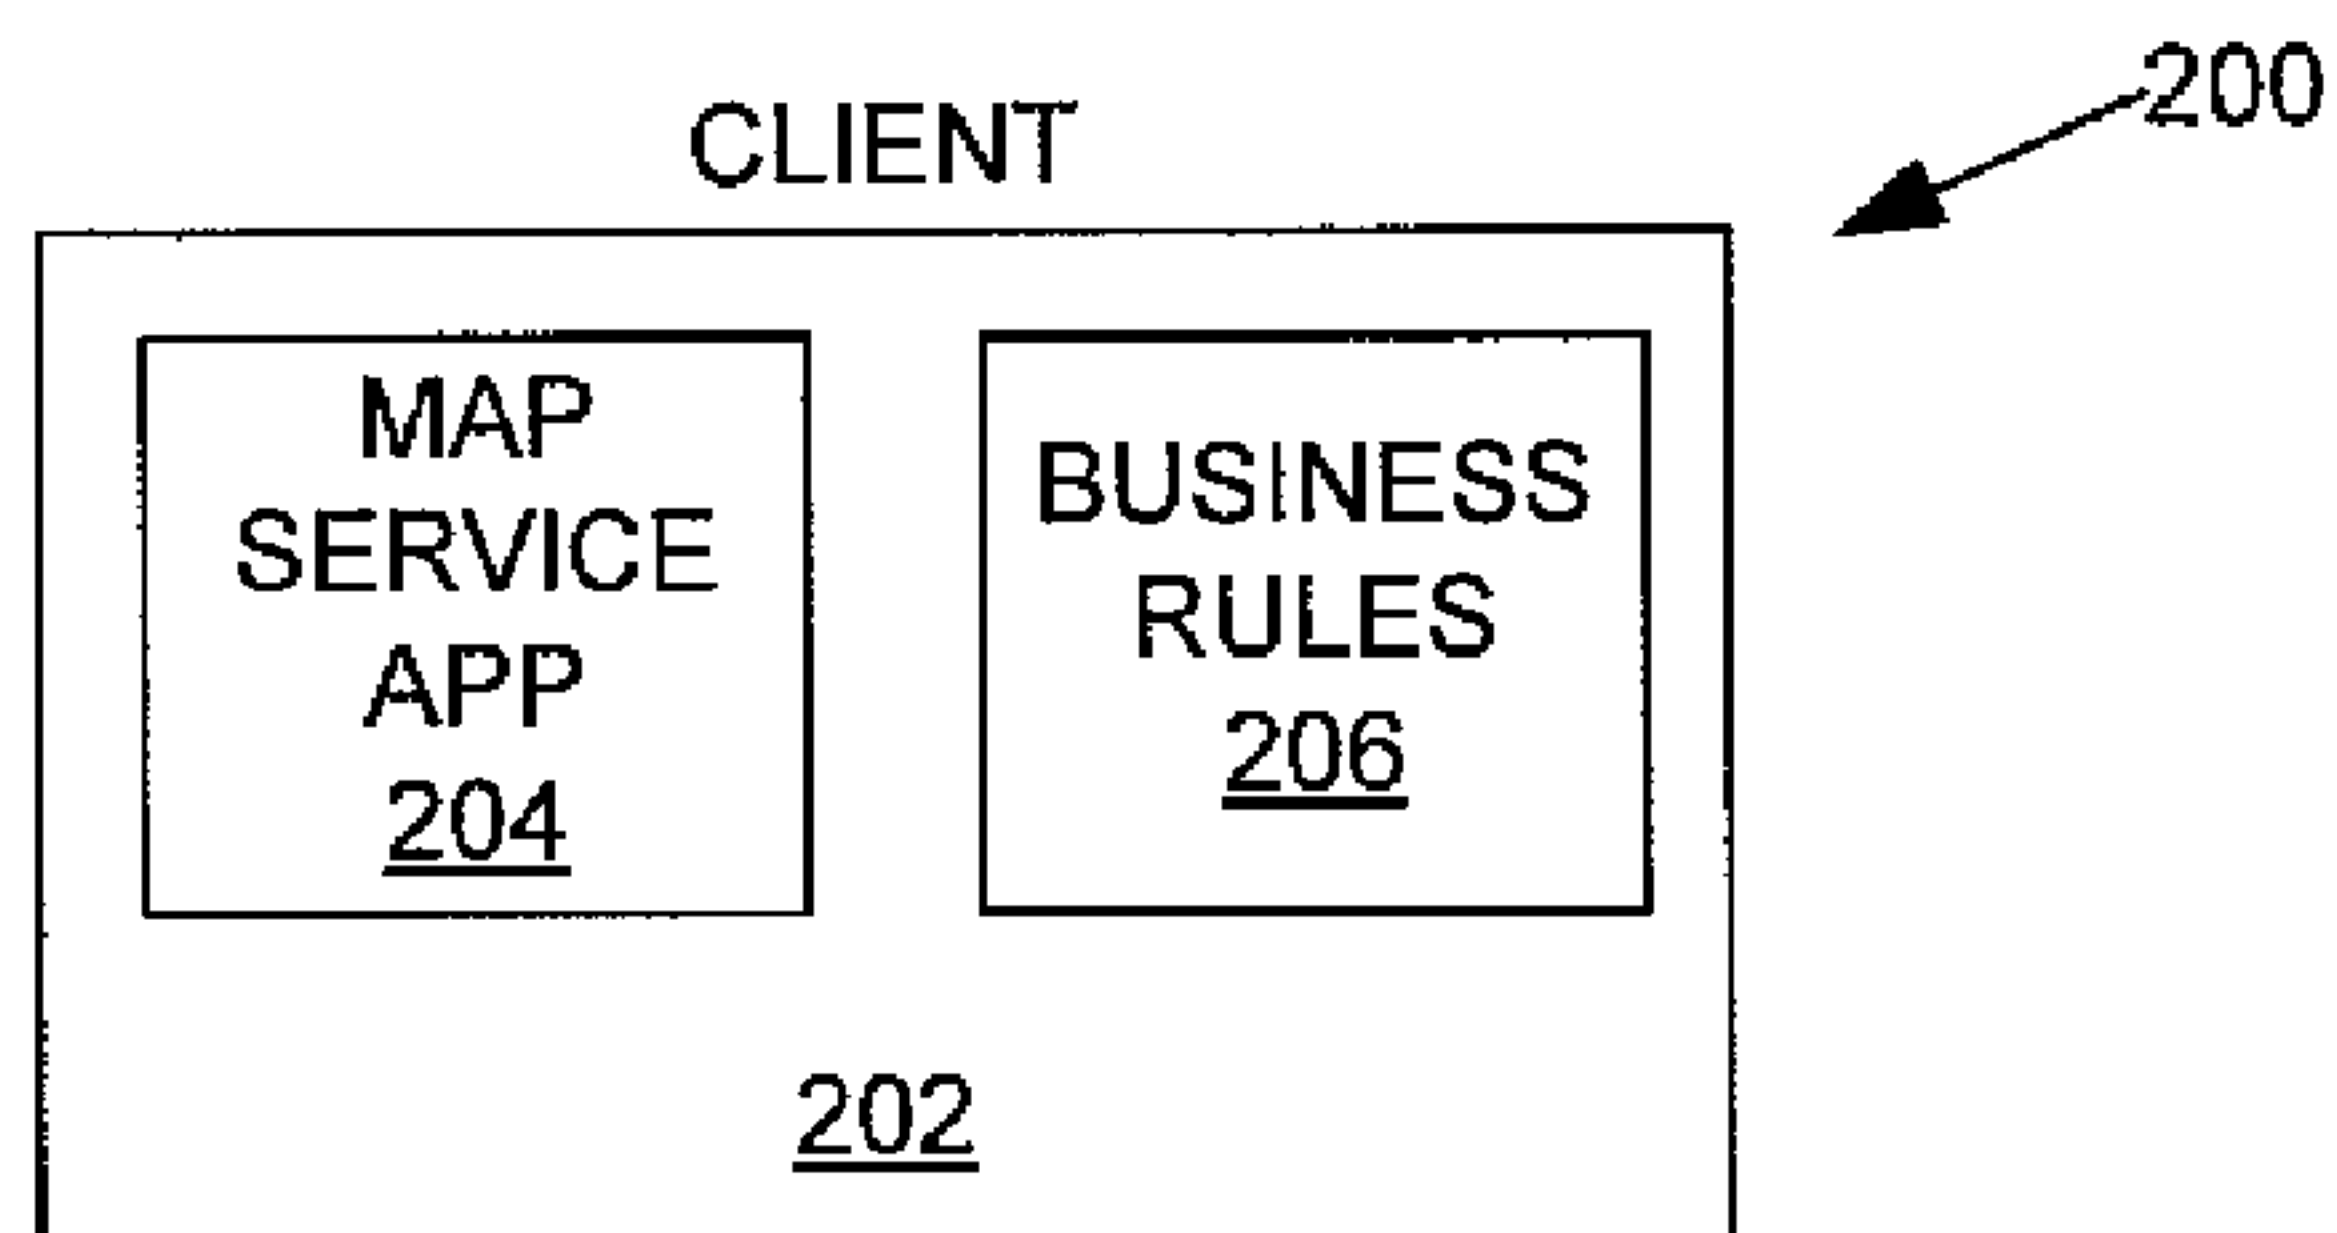 200
CLIENT
MAP
SERVICE
APP
204
BUSINESS
RULES
206
202